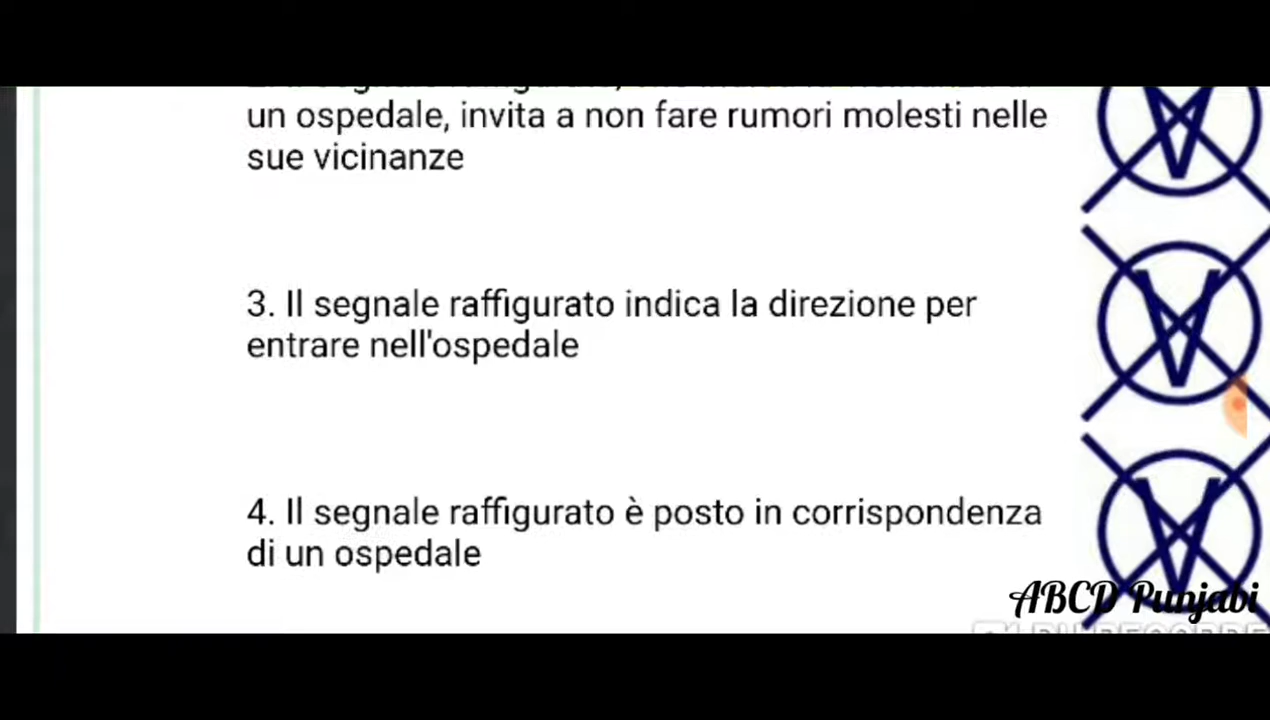 un ospedale, invita a non fare rumori molesti nelle
sue vicinanze
V
3. Il segnale raffigurato indica la direzione per
entrare nell'ospedale
V
4. Il segnale raffigurato è posto in corrispondenza
di un ospedale
V
ABCD Punjabi